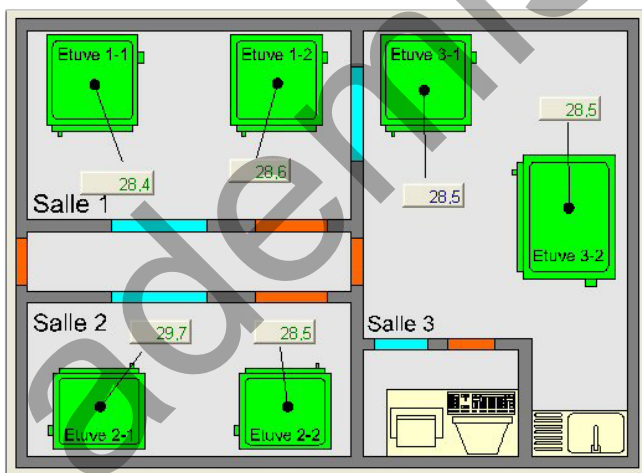 Etuve 1-1
Etuve 1-2
Etuve 3-1
28,5
28,4
28,6
28,5
Salle 1
Etuve 3-2
Salle 2
29,7
28,5
Salle 3
Etuve 2-1
Etuve 2-2